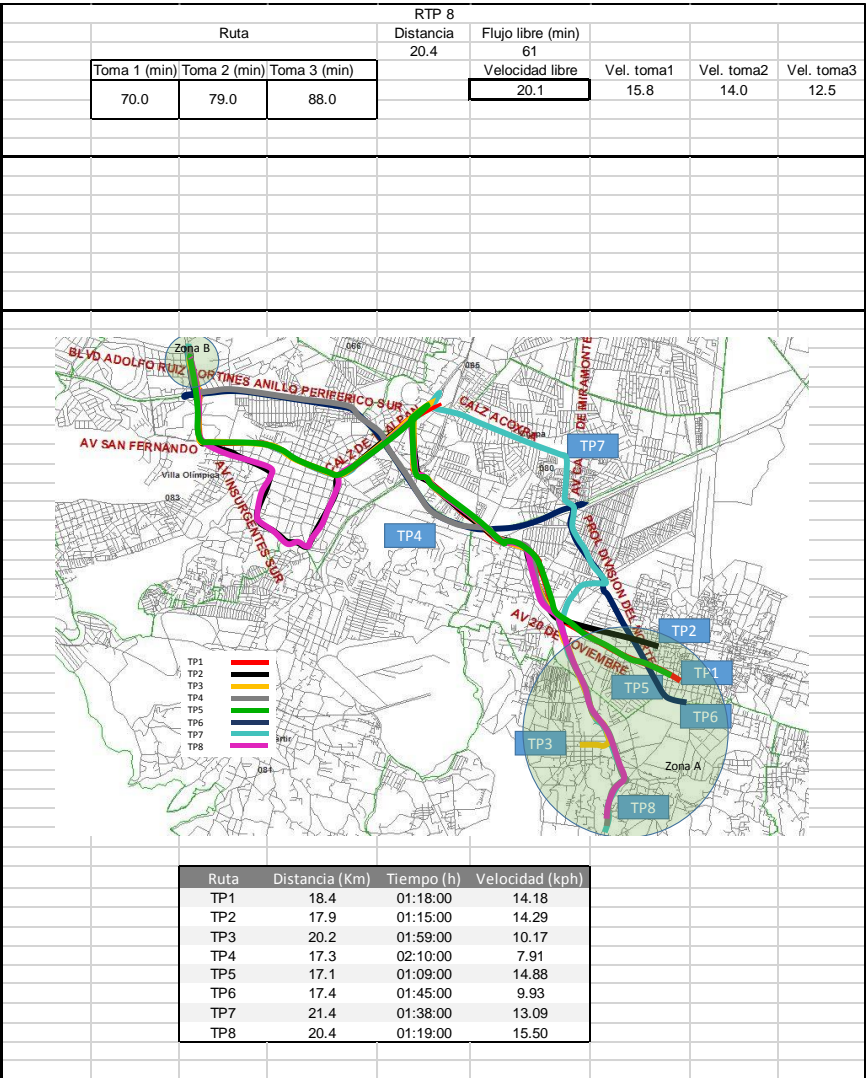 RTP 8
Ruta Distancia Flujo libre (min)
20.4 61
Toma 1 (min) Toma 2 (min) Toma 3 (min) Velocidad libre Vel. toma1 Vel. toma2 Vel. toma3
70.0 79.0 88.0 20.1 15.8 14.0 12.5
Zona B
066
085
BLVD ADOLFO RUIZ CORTINES ANILLO PERIFERICO SUR
CALZ ACOXPA
DE MIRAMONTE
AV SAN FERNANDO
CALZ DE TLALPAN
TP7
080
Villa Olímpica
083
AV INSURGENTES SUR
TP4
PROL DIVISION DEL NORTE
AV 20 DE NOVIEMBRE
TP2
TP1
TP5
TP6
TP3
Zona A
TP8
081
TP1
TP2
TP3
TP4
TP5
TP6
TP7
TP8
Ruta Distancia (Km) Tiempo (h) Velocidad (kph)
TP1 18.4 01:18:00 14.18
TP2 17.9 01:15:00 14.29
TP3 20.2 01:59:00 10.17
TP4 17.3 02:10:00 7.91
TP5 17.1 01:09:00 14.88
TP6 17.4 01:45:00 9.93
TP7 21.4 01:38:00 13.09
TP8 20.4 01:19:00 15.50